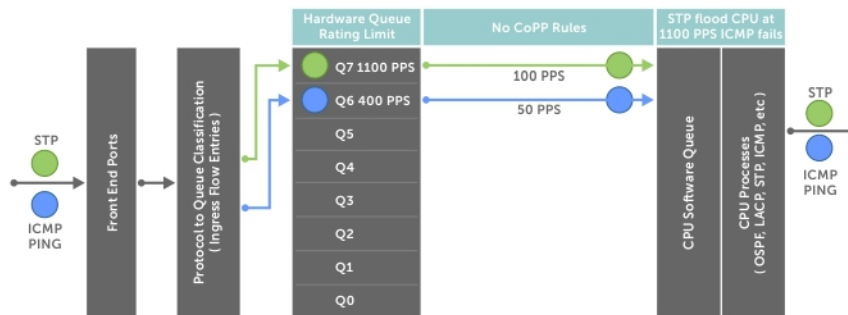 Hardware Queue
Rating Limit
No CoPP Rules
STP flood CPU at
1100 PPS ICMP fails
STP
ICMP
PING
Front End Ports
Protocol to Queue Classification
( Ingress Flow Entries )
Q7 1100 PPS
Q6 400 PPS
Q5
Q4
Q3
Q2
Q1
Q0
100 PPS
50 PPS
CPU Software Queue
CPU Processes
( OSPF, LACP, STP, ICMP, etc )
STP
ICMP
PING